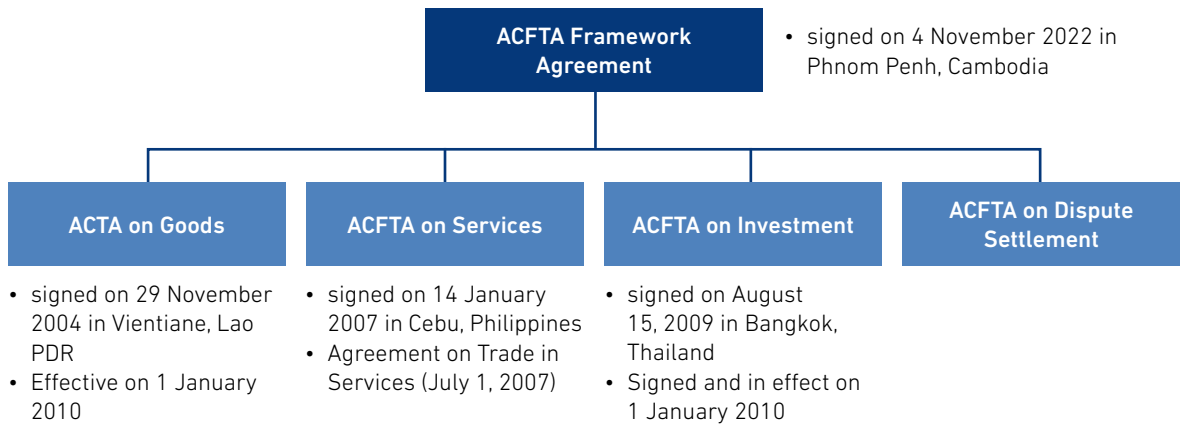 ACFTA Framework
Agreement
• signed on 4 November 2022 in
Phnom Penh, Cambodia
ACTA on Goods
• signed on 29 November
2004 in Vientiane, Lao
PDR
• Effective on 1 January
2010
ACFTA on Services
• signed on 14 January
2007 in Cebu, Philippines
• Agreement on Trade in
Services (July 1, 2007)
ACFTA on Investment
• signed on August
15, 2009 in Bangkok,
Thailand
• Signed and in effect on
1 January 2010
ACFTA on Dispute
Settlement